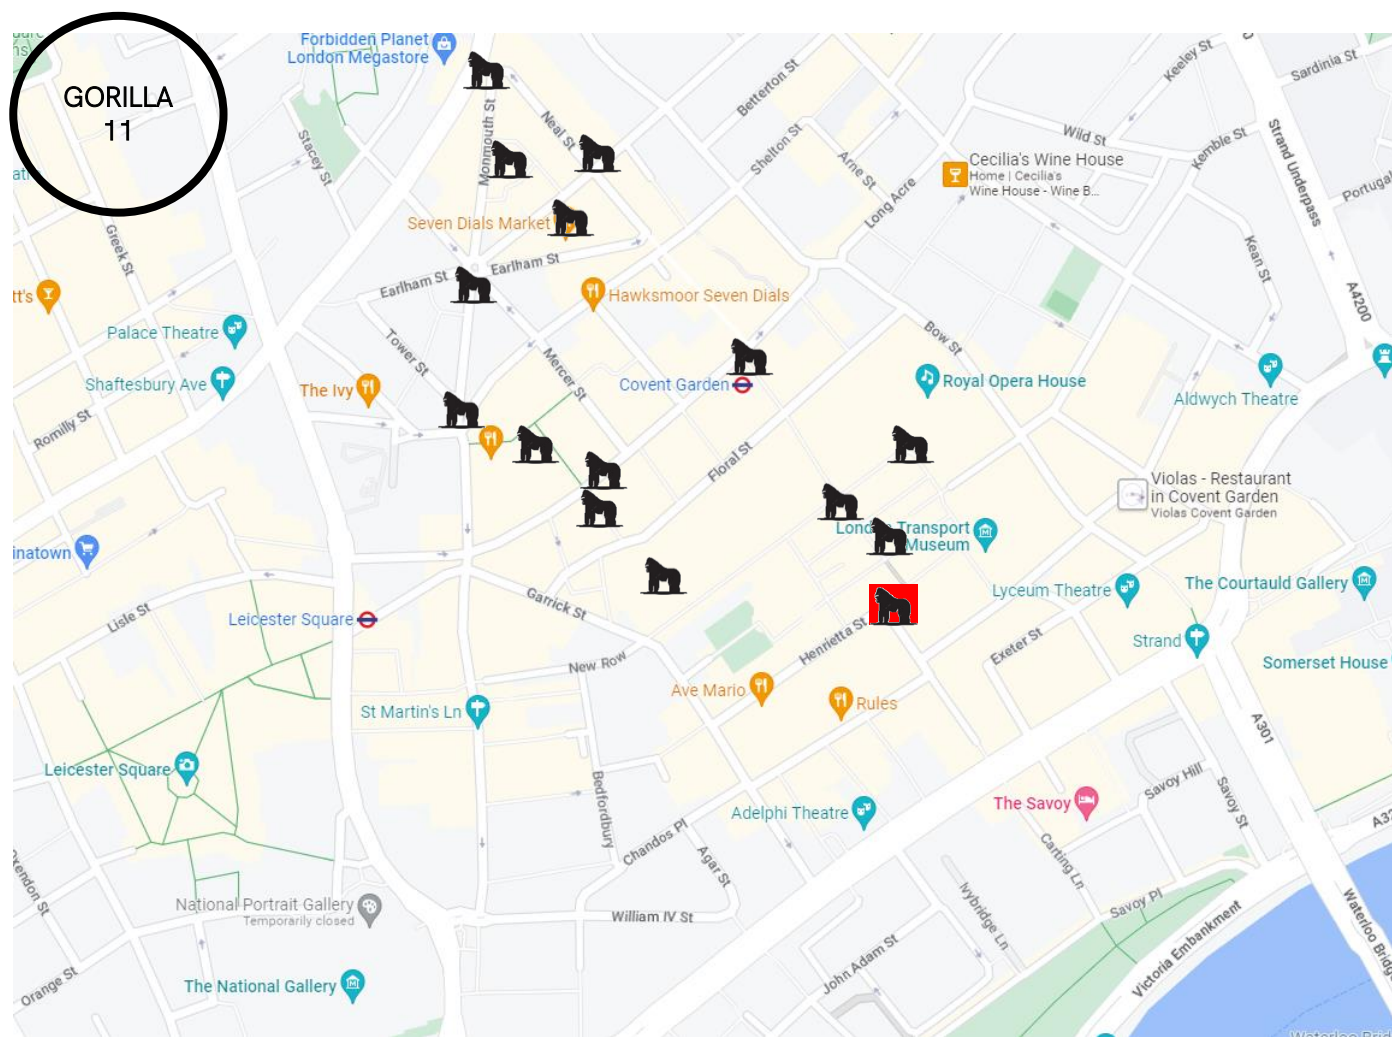 GORILLA
11
Forbidden Planet
London Megastore
Monmouth St
Neal St
Stacey St
Greek St
Betterton St
Shelton St
Arne St
Long Acre
Keeley St
Sardinia St
Wild St
Kemble St
Strand Underpass
Portugal
Kean St
A4200
Cecilia's Wine House
Home | Cecilia's
Wine House - Wine B...
Seven Dials Market
Earlham St
Earlham St
Hawksmoor Seven Dials
tt's
Palace Theatre
Shaftesbury Ave
Romilly St
Tower St
The Ivy
Mercer St
Covent Garden
Bow St
Royal Opera House
Aldwych Theatre
Floral St
Violas - Restaurant
in Covent Garden
Violas Covent Garden
London Transport
Museum
inatown
Lisle St
Leicester Square
Garrick St
New Row
Henrietta St
Lyceum Theatre
The Courtauld Gallery
Exeter St
Strand
Somerset House
Ave Mario
Rules
St Martin's Ln
Leicester Square
Bedfordbury
Adelphi Theatre
Chandos Pl
Agar St
The Savoy
Savoy Hill
Savoy St
A301
Carting Ln
Savoy Pl
Ivybridge Ln
National Portrait Gallery
Temporarily closed
William IV St
John Adam St
Victoria Embankment
Waterloo Bridge
Oxendon St
Orange St
The National Gallery